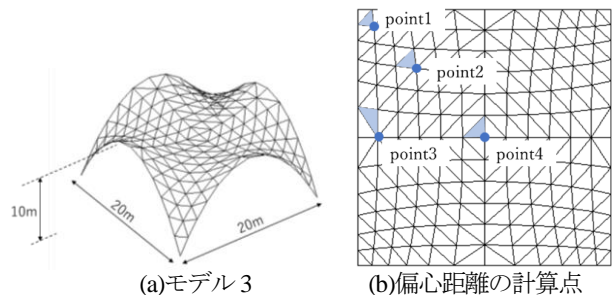 point1
point2
point3
point4
10m
20m
20m
(a)モデル3
(b)偏心距離の計算点